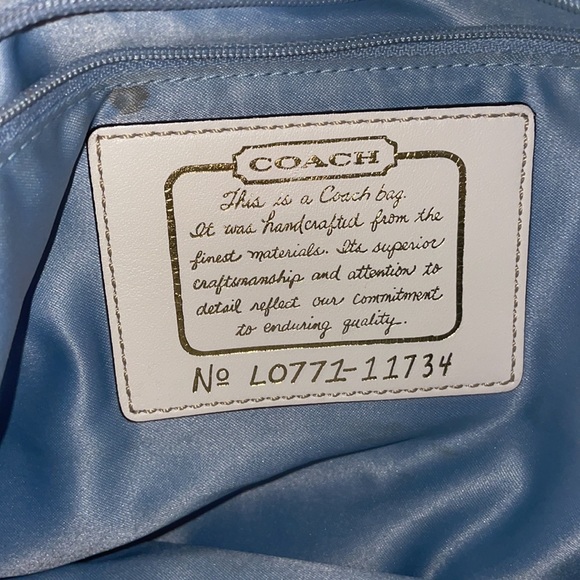 COACH
This is a Coach bag.
It was handcrafted from the
finest materials. Its superior
craftsmanship and attention to
detail reflect our commitment
to enduring quality.
Nº L0771-11734